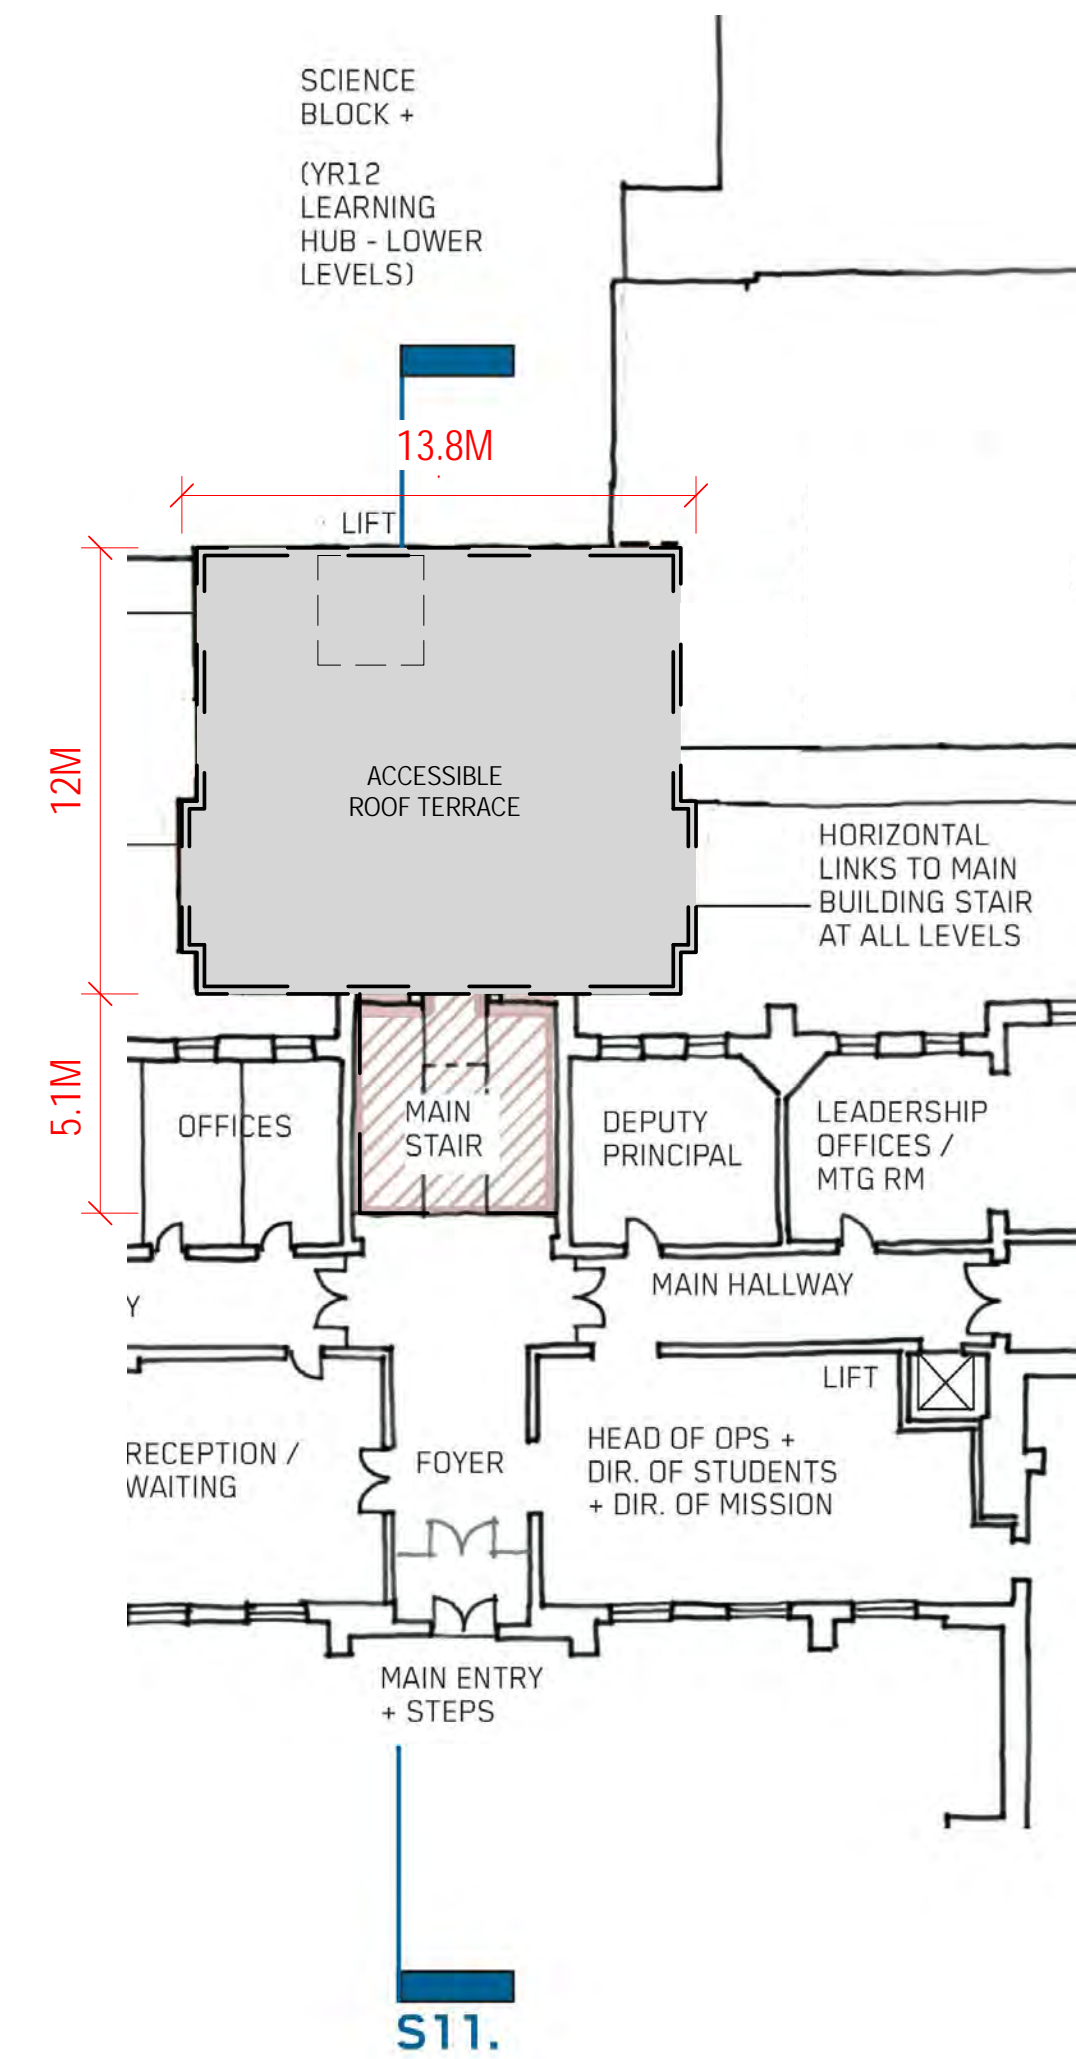 SCIENCE
BLOCK +
(YR12
LEARNING
HUB - LOWER
LEVELS)
13.8M
LIFT
12M
ACCESSIBLE
ROOF TERRACE
HORIZONTAL
LINKS TO MAIN
BUILDING STAIR
AT ALL LEVELS
5.1M
OFFICES
MAIN
STAIR
DEPUTY
PRINCIPAL
LEADERSHIP
OFFICES /
MTG RM
Y
MAIN HALLWAY
LIFT
RECEPTION /
WAITING
FOYER
HEAD OF OPS +
DIR. OF STUDENTS
+ DIR. OF MISSION
MAIN ENTRY
+ STEPS
S11.